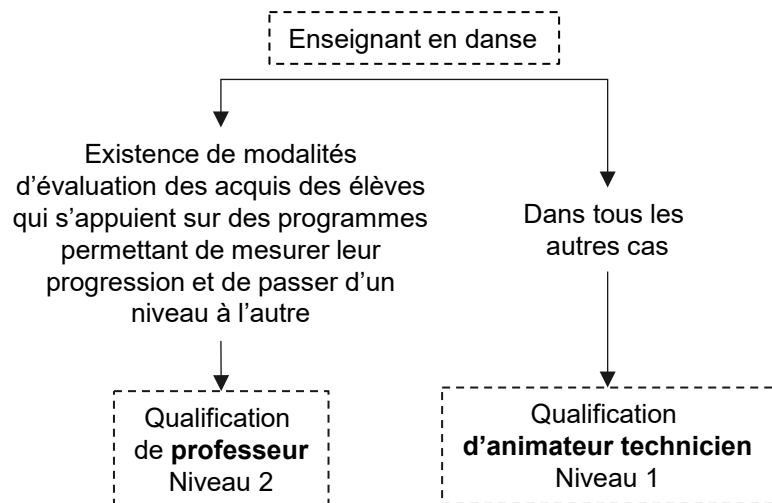 Enseignant en danse
Existence de modalités
d’évaluation des acquis des élèves
qui s’appuient sur des programmes
permettant de mesurer leur
progression et de passer d’un
niveau à l’autre
Dans tous les
autres cas
Qualification
de professeur
Niveau 2
Qualification
d’animateur technicien
Niveau 1